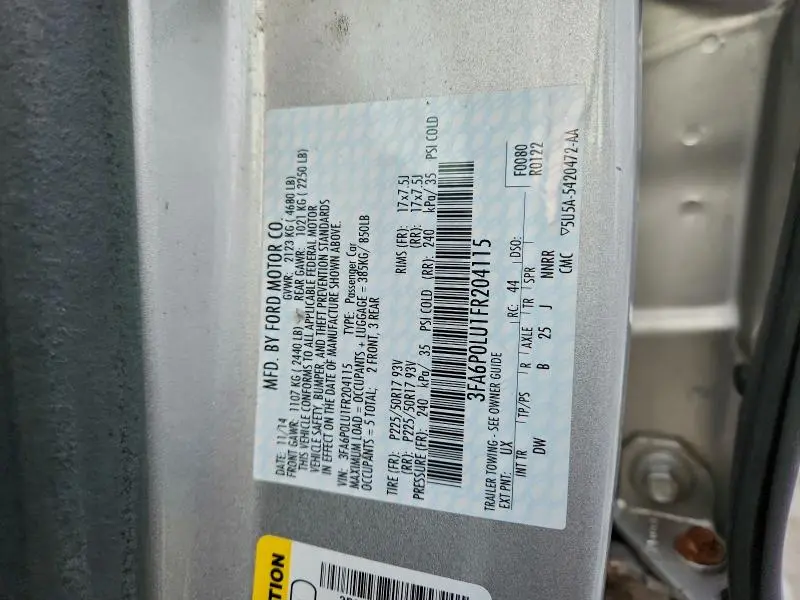 MFD. BY FORD MOTOR CO.
DATE: 11/14 GVWR: 2123 KG ( 4680 LB)
FRONT GAWR: 1107 KG ( 2440 LB) REAR GAWR: 1021 KG ( 2250 LB)
THIS VEHICLE CONFORMS TO ALL APPLICABLE FEDERAL MOTOR
VEHICLE SAFETY, BUMPER, AND THEFT PREVENTION STANDARDS
IN EFFECT ON THE DATE OF MANUFACTURE SHOWN ABOVE.
VIN: 3FA6P0LU1FR204115 TYPE: Passenger Car
MAXIMUM LOAD = OCCUPANTS + LUGGAGE = 385KG/ 850LB
OCCUPANTS = 5 TOTAL: 2 FRONT, 3 REAR
TIRE (FR): P225/50R17 93V RIMS (FR): 17x7.5J
(RR): P225/50R17 93V (RR): 17x7.5J
PRESSURE (FR): 240 kPa/ 35 PSI COLD (RR): 240 kPa/ 35 PSI COLD
3FA6P0LU1FR204115
TRAILER TOWING - SEE OWNER GUIDE
EXT PNT: UX RC: 44 DSO: F0080
R0122
INT TR TP/PS R AXLE TR SPR
DW B 25 J NNRR
CMC ▽5U5A-5420472-AA